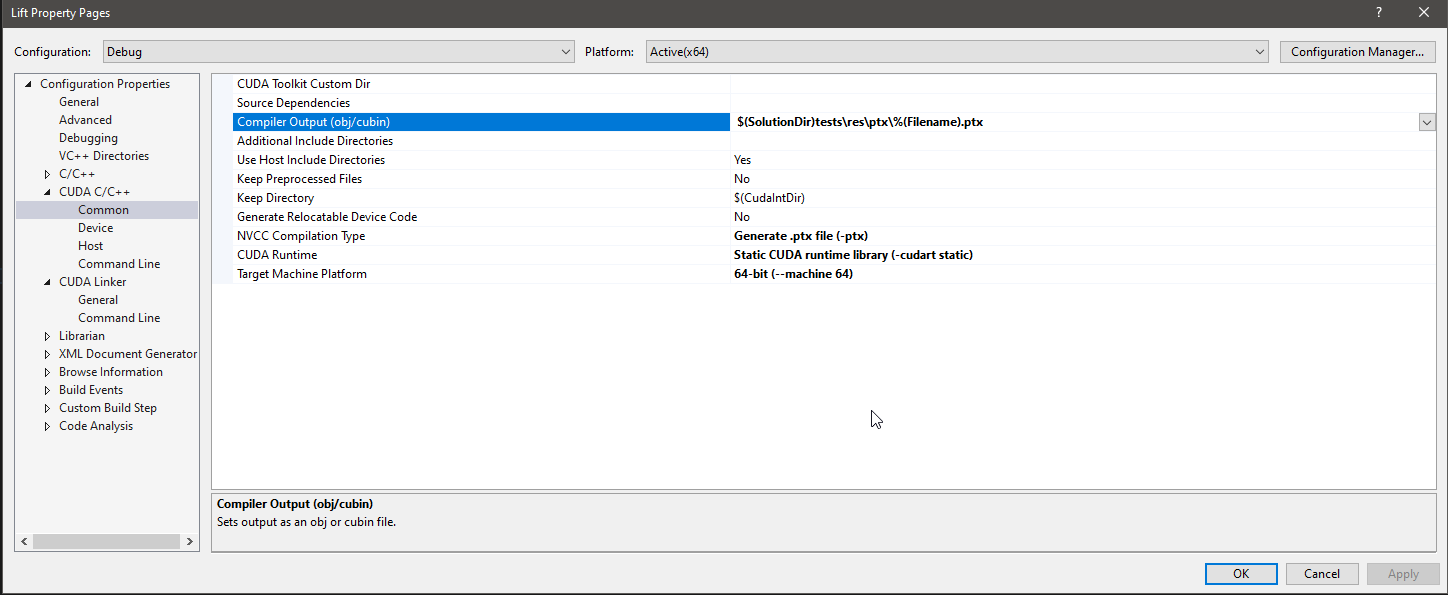 Lift Property Pages
?
Configuration: Debug Platform: Active(x64) Configuration Manager...
Configuration Properties
General
Advanced
Debugging
VC++ Directories
C/C++
CUDA C/C++
Common
Device
Host
Command Line
CUDA Linker
General
Command Line
Librarian
XML Document Generator
Browse Information
Build Events
Custom Build Step
Code Analysis
CUDA Toolkit Custom Dir
Source Dependencies
Compiler Output (obj/cubin) $(SolutionDir)tests\res\ptx\%(Filename).ptx
Additional Include Directories
Use Host Include Directories Yes
Keep Preprocessed Files No
Keep Directory $(CudaIntDir)
Generate Relocatable Device Code No
NVCC Compilation Type Generate .ptx file (-ptx)
CUDA Runtime Static CUDA runtime library (-cudart static)
Target Machine Platform 64-bit (--machine 64)
Compiler Output (obj/cubin)
Sets output as an obj or cubin file.
OK Cancel Apply